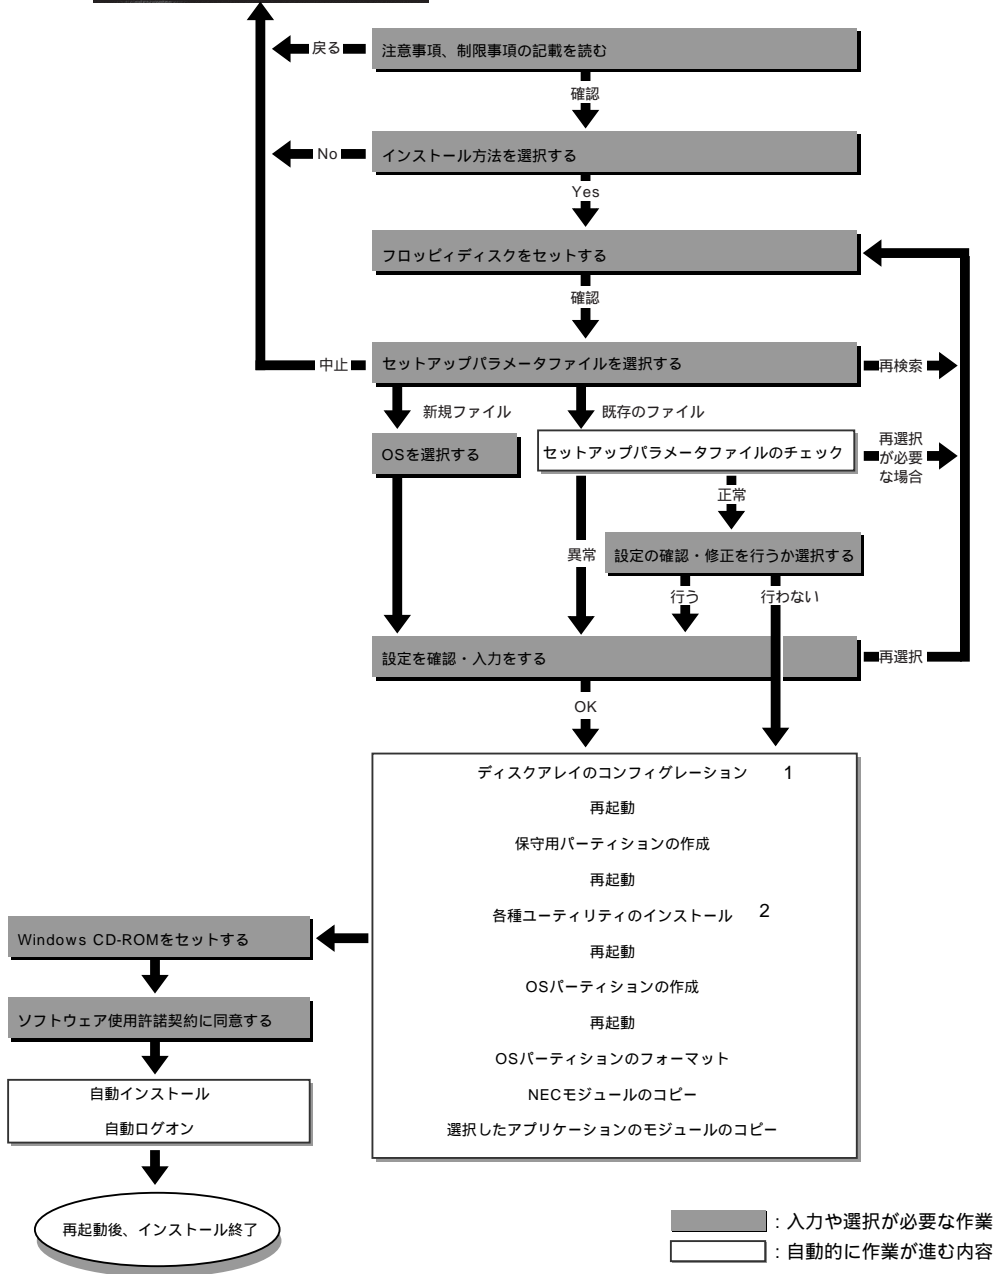 戻る
注意事項、制限事項の記載を読む
確認
No
インストール方法を選択する
Yes
フロッピィディスクをセットする
確認
中止
セットアップパラメータファイルを選択する
再検索
新規ファイル
既存のファイル
OSを選択する
セットアップパラメータファイルのチェック
再選択
が必要
な場合
正常
異常
設定の確認・修正を行うか選択する
行う
行わない
設定を確認・入力をする
再選択
OK
ディスクアレイのコンフィグレーション 1
再起動
保守用パーティションの作成
再起動
各種ユーティリティのインストール 2
再起動
OSパーティションの作成
再起動
OSパーティションのフォーマット
NECモジュールのコピー
選択したアプリケーションのモジュールのコピー
Windows CD-ROMをセットする
ソフトウェア使用許諾契約に同意する
自動インストール
自動ログオン
再起動後、インストール終了
：入力や選択が必要な作業
：自動的に作業が進む内容